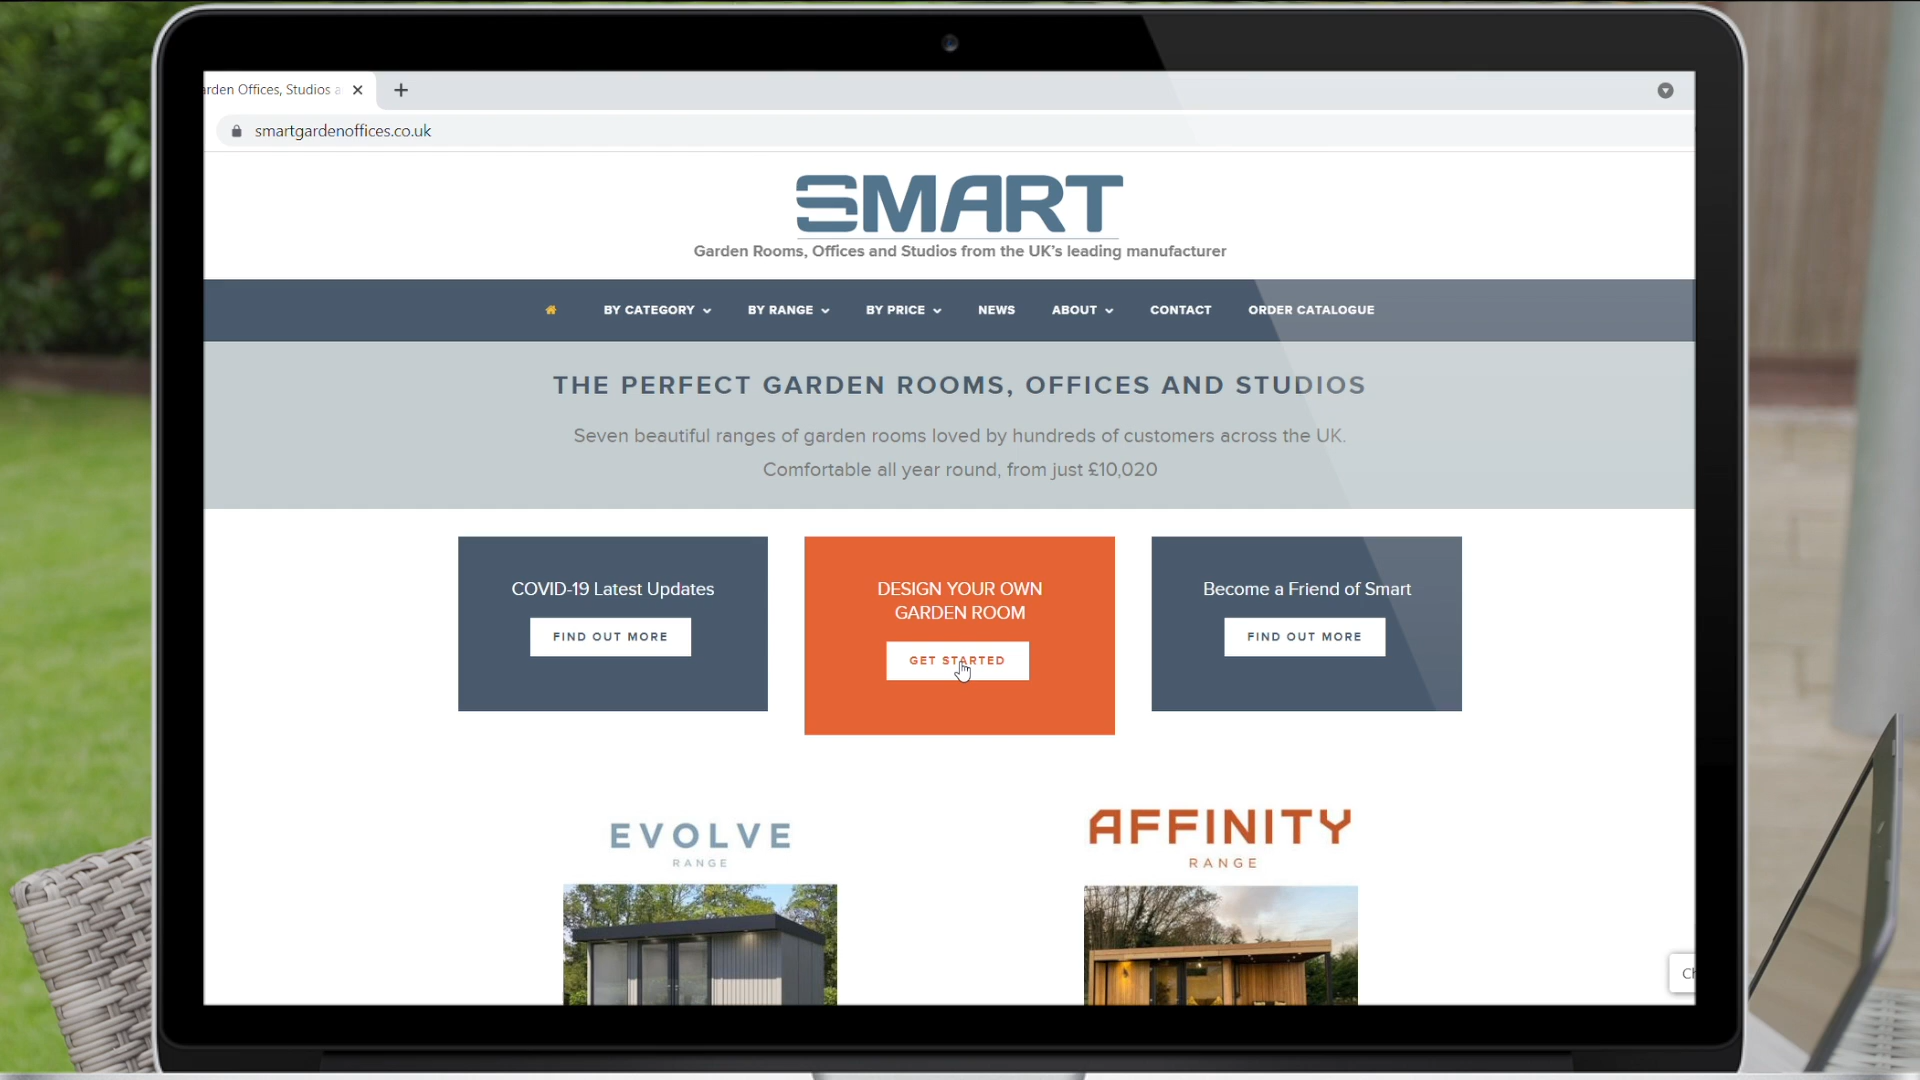 arden Offices, Studios a
smartgardenoffices.co.uk
SMART
Garden Rooms, Offices and Studios from the UK's leading manufacturer
BY CATEGORY BY RANGE BY PRICE NEWS ABOUT CONTACT ORDER CATALOGUE
THE PERFECT GARDEN ROOMS, OFFICES AND STUDIOS
Seven beautiful ranges of garden rooms loved by hundreds of customers across the UK.
Comfortable all year round, from just £10,020
COVID-19 Latest Updates
FIND OUT MORE
DESIGN YOUR OWN
GARDEN ROOM
GET STARTED
Become a Friend of Smart
FIND OUT MORE
EVOLVE
RANGE
AFFINITY
RANGE